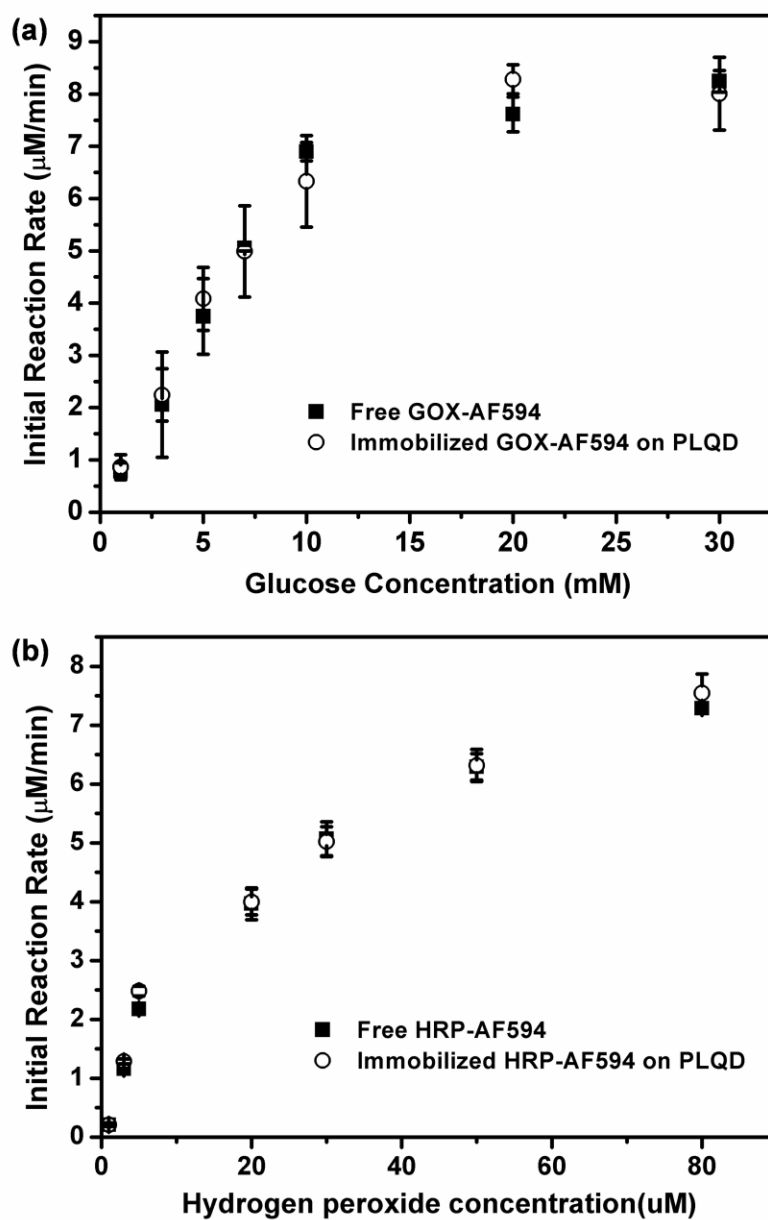 (a)
9
8
7
6
5
4
3
2
1
0
Initial Reaction Rate (μM/min)
Free GOX-AF594
Immobilized GOX-AF594 on PLQD
0 5 10 15 20 25 30
Glucose Concentration (mM)
(b)
8
7
6
5
4
3
2
1
0
Initial Reaction Rate (μM/min)
Free HRP-AF594
Immobilized HRP-AF594 on PLQD
0 20 40 60 80
Hydrogen peroxide concentration(uM)